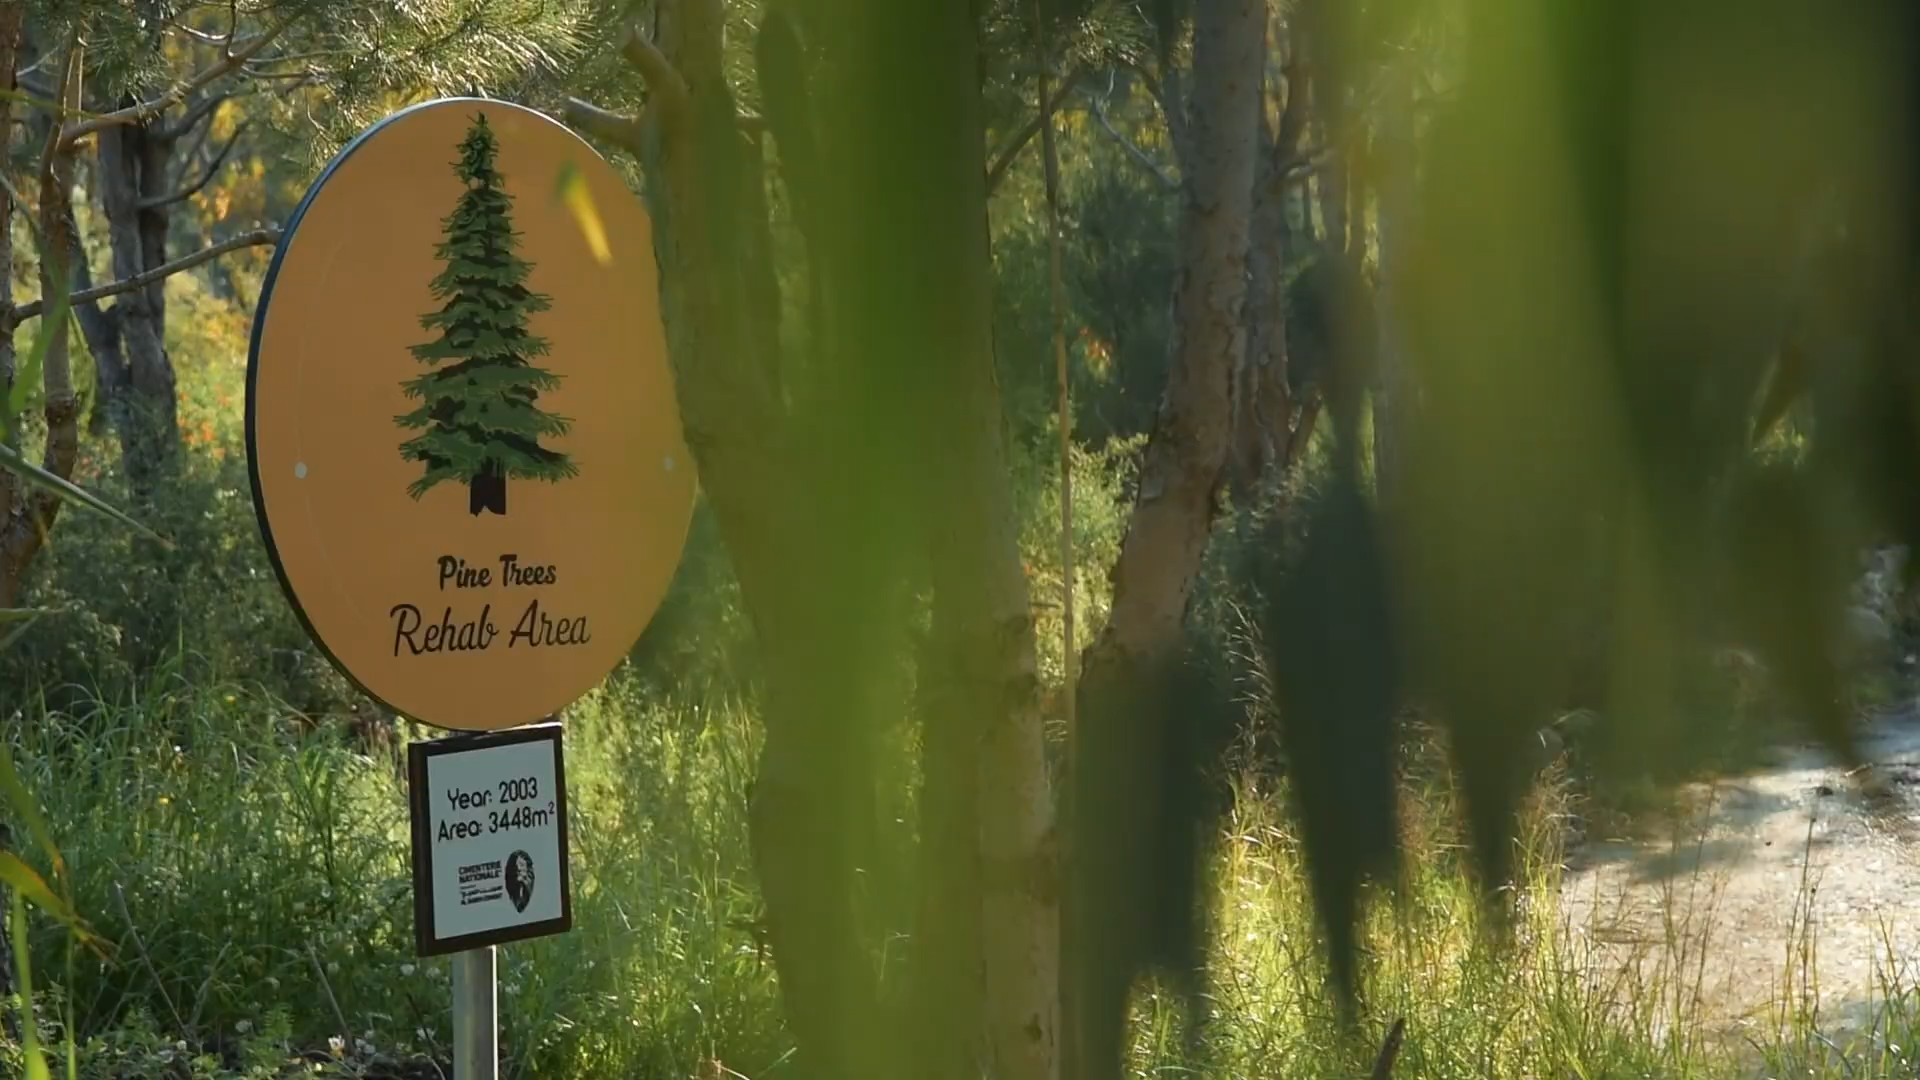 Pine Trees
Rehab Area
Year: 2003
Area: 3448m²
CIMENTERIE
NATIONALE